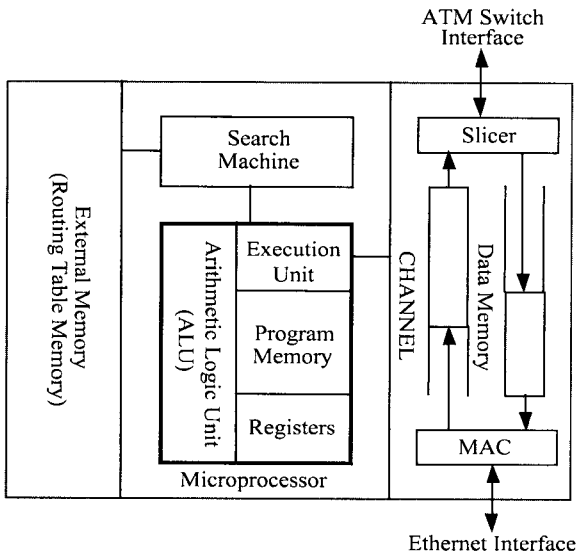 ATM Switch
Interface
External Memory
(Routing Table Memory)
Search
Machine
Arithmetic Logic Unit
(ALU)
Execution
Unit
Program
Memory
Registers
Microprocessor
CHANNEL
Slicer
Data Memory
MAC
Ethernet Interface